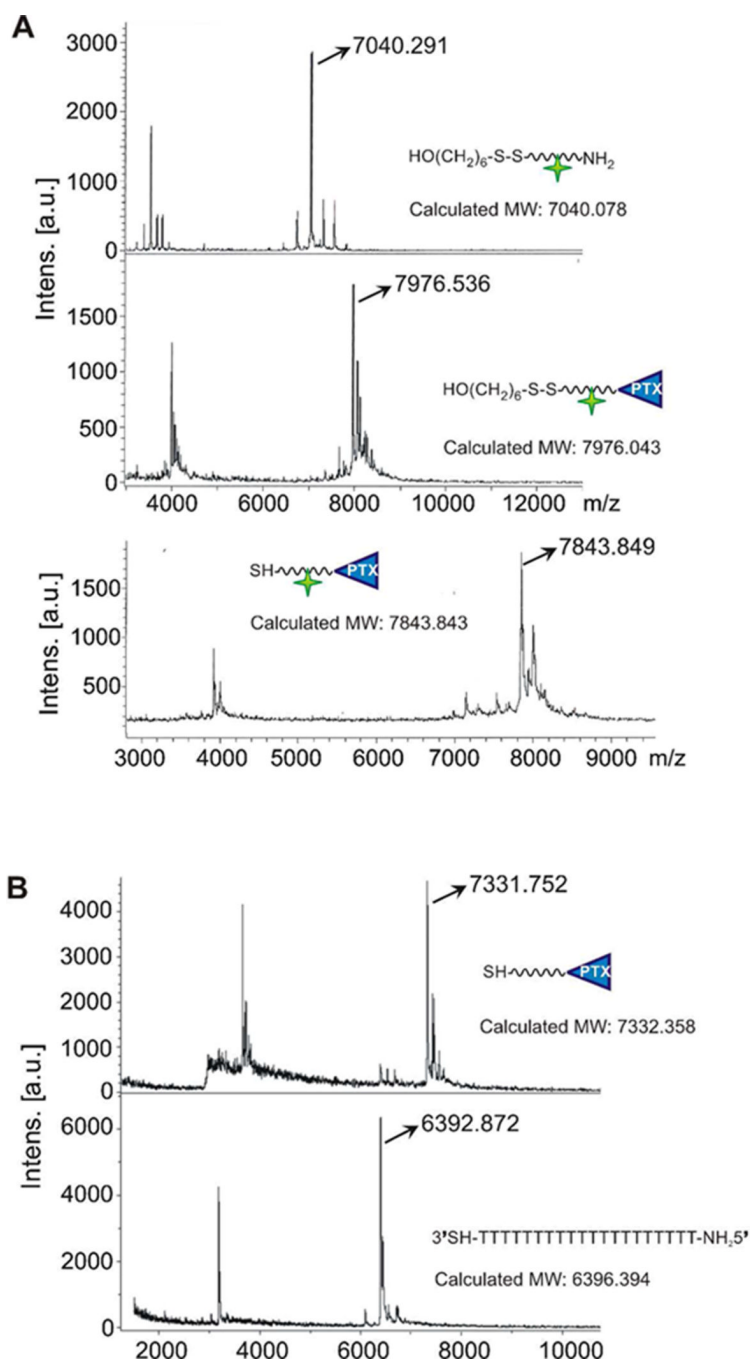 A
Intens. [a.u.]
3000
2000
1000
0
7040.291
HO(CH2)6-S-S-NH2
Calculated MW: 7040.078
1500
1000
500
0
7976.536
HO(CH2)6-S-S-PTX
Calculated MW: 7976.043
4000 6000 8000 10000 12000 m/z
Intens. [a.u.]
1500
1000
500
7843.849
SH-PTX
Calculated MW: 7843.843
3000 4000 5000 6000 7000 8000 9000 m/z
B
Intens. [a.u.]
4000
3000
2000
1000
0
7331.752
SH-PTX
Calculated MW: 7332.358
6000
4000
2000
0
6392.872
3'SH-TTTTTTTTTTTTTTTTTTTT-NH25'
Calculated MW: 6396.394
2000 4000 6000 8000 10000